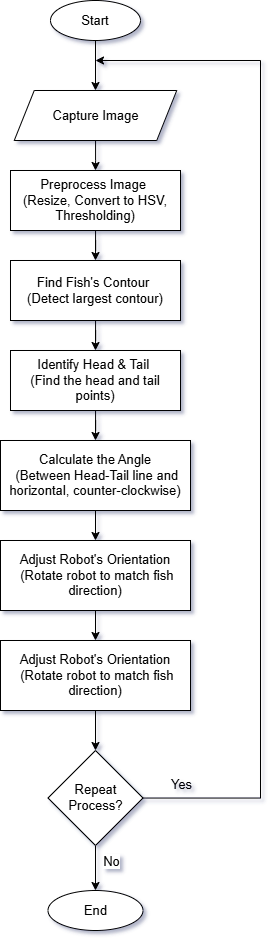 Start
Capture Image
Preprocess Image
(Resize, Convert to HSV,
Thresholding)
Find Fish's Contour
(Detect largest contour)
Identify Head & Tail
(Find the head and tail
points)
Calculate the Angle
(Between Head-Tail line and
horizontal, counter-clockwise)
Adjust Robot's Orientation
(Rotate robot to match fish
direction)
Adjust Robot's Orientation
(Rotate robot to match fish
direction)
Repeat
Process?
Yes
No
End